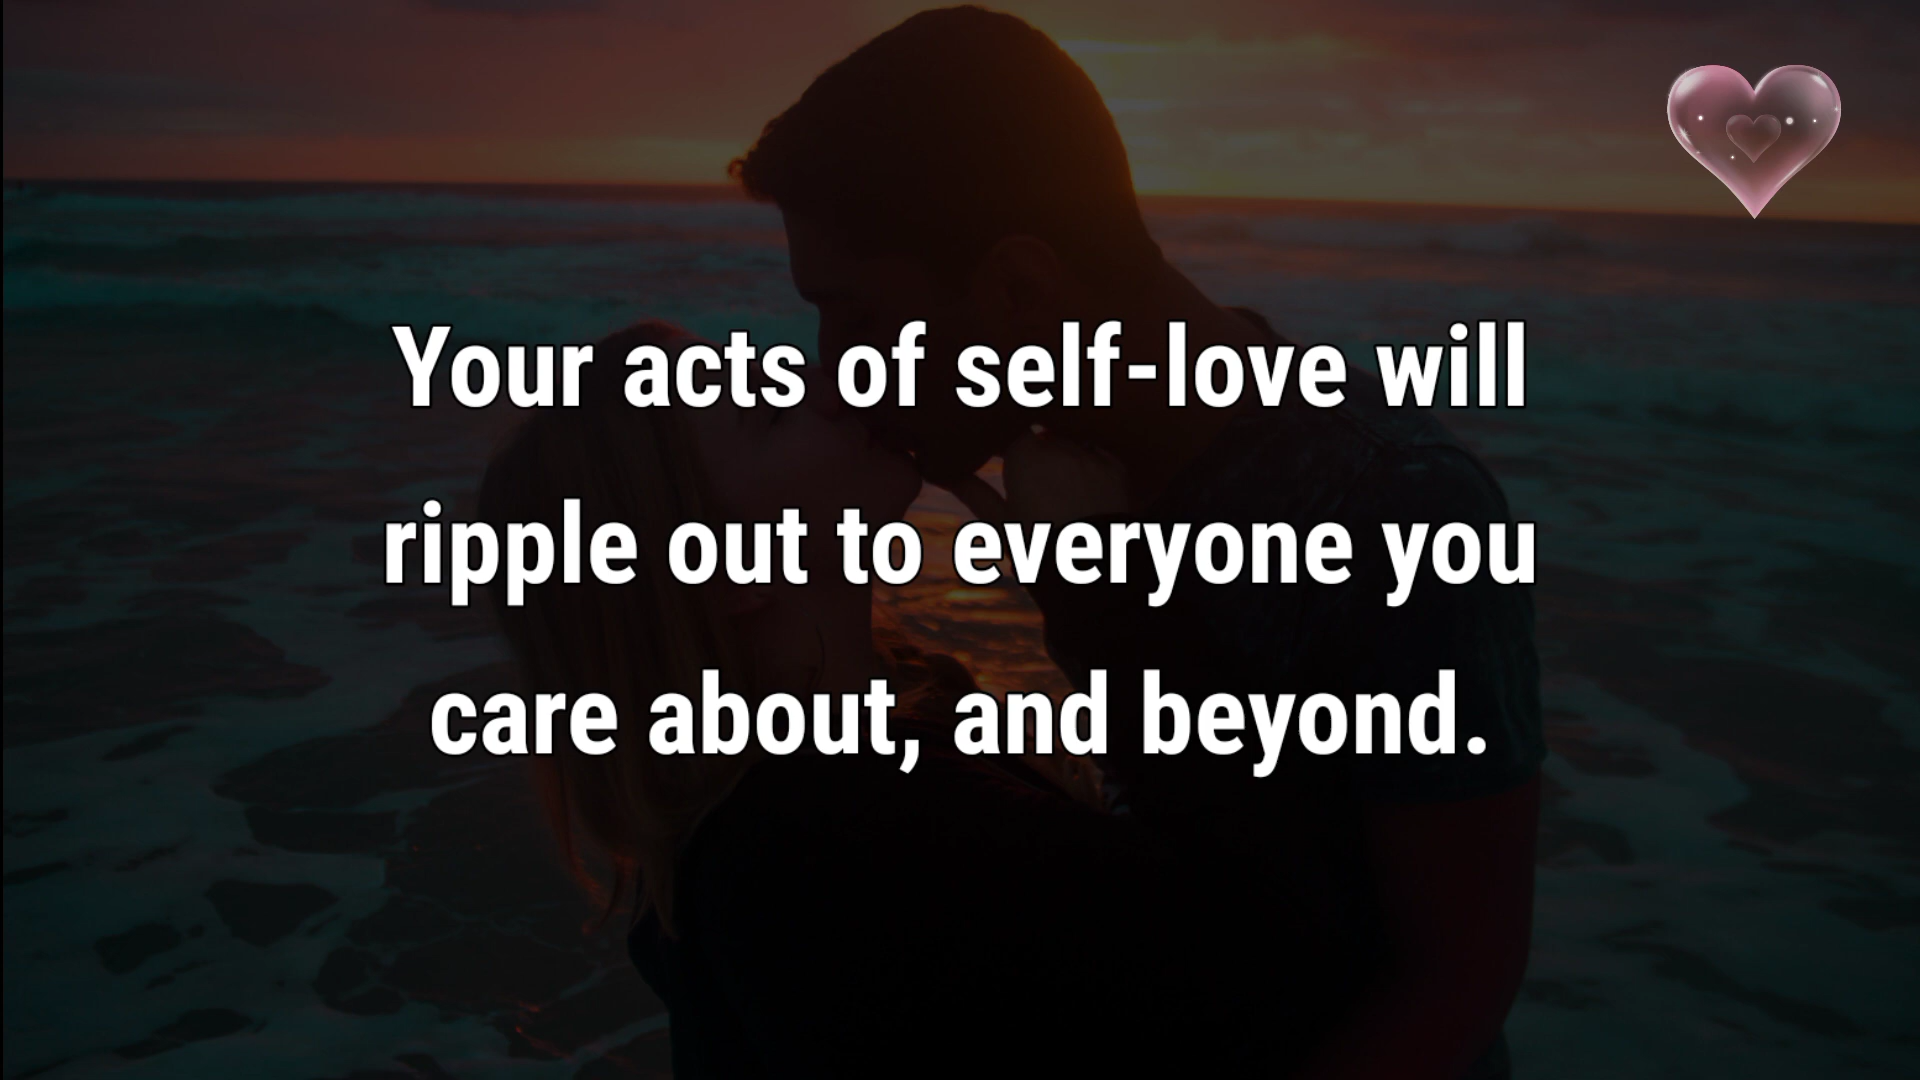 Your acts of self-love will
ripple out to everyone you
care about, and beyond.